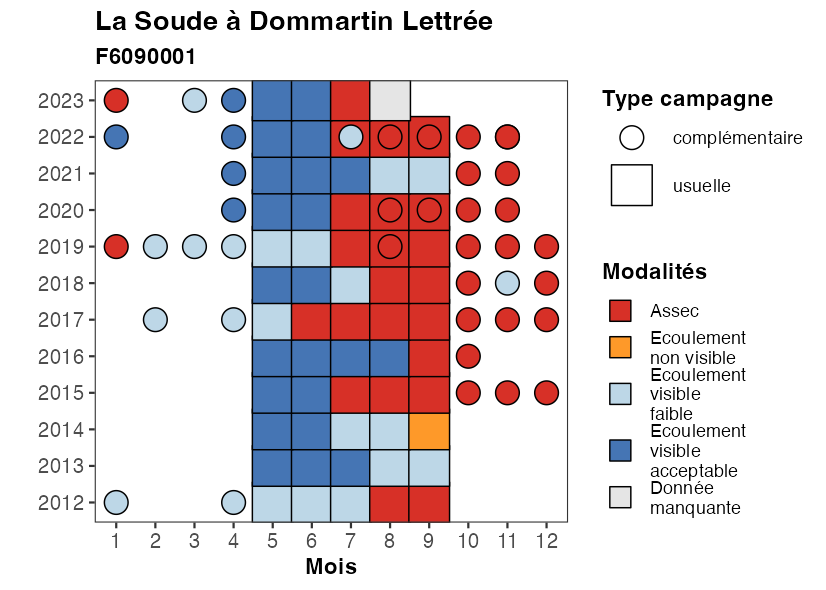 La Soude à Dommartin Lettrée
F6090001
2023
2022
2021
2020
2019
2018
2017
2016
2015
2014
2013
2012
1 2 3 4 5 6 7 8 9 10 11 12
Mois
Type campagne
complémentaire
usuelle
Modalités
Assec
Ecoulement
non visible
Ecoulement
visible
faible
Ecoulement
visible
acceptable
Donnée
manquante